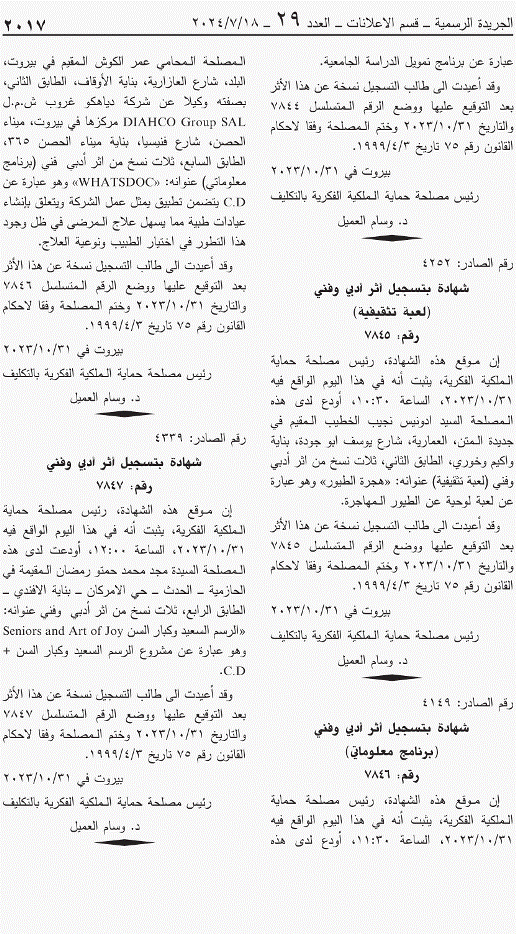 الجريدة الرسمية ــ قسم الاعلانات ــ العدد ٢٩ ــ ٢٠٢٤/٧/١٨
٢٠١٧
عبارة عن برنامج تمويل الدراسة الجامعية.
وقد أعيدت الى طالب التسجيل نسخة عن هذا الأثر
بعد التوقيع عليها ووضع الرقم المتسلسل ٧٨٤٤
والتاريخ ٢٠٢٣/١٠/٣١ وختم المصلحة وفقا لاحكام
القانون رقم ٧٥ تاريخ ١٩٩٩/٤/٣.
بيروت في ٢٠٢٣/١٠/٣١
رئيس مصلحة حماية الملكية الفكرية بالتكليف
د. وسام العميل
رقم الصادر: ٤٢٥٢
شهادة بتسجيل أثر أدبي وفني
(لعبة تثقيفية)
رقم: ٧٨٤٥
إن موقع هذه الشهادة، رئيس مصلحة حماية
الملكية الفكرية، يثبت أنه في هذا اليوم الواقع فيه
٢٠٢٣/١٠/٣١، الساعة ١٠:٣٠، أودع لدى هذه
المصلحة السيد ادونيس نجيب الخطيب المقيم في
جديدة المتن، العمارية، شارع يوسف ابو جودة، بناية
واكيم وخوري، الطابق الثاني، ثلاث نسخ من اثر أدبي
وفني (لعبة تثقيفية) عنوانه: «هجرة الطيور» وهو عبارة
عن لعبة لوحية عن الطيور المهاجرة.
وقد أعيدت الى طالب التسجيل نسخة عن هذا الأثر
بعد التوقيع عليها ووضع الرقم المتسلسل ٧٨٤٥
والتاريخ ٢٠٢٣/١٠/٣١ وختم المصلحة وفقا لاحكام
القانون رقم ٧٥ تاريخ ١٩٩٩/٤/٣.
بيروت في ٢٠٢٣/١٠/٣١
رئيس مصلحة حماية الملكية الفكرية بالتكليف
د. وسام العميل
رقم الصادر: ٤١٤٩
شهادة بتسجيل أثر أدبي وفني
(برنامج معلوماتي)
رقم: ٧٨٤٦
إن موقع هذه الشهادة، رئيس مصلحة حماية
الملكية الفكرية، يثبت أنه في هذا اليوم الواقع فيه
٢٠٢٣/١٠/٣١، الساعة ١١:٣٠، أودع لدى هذه
المصلحة المحامي عمر الكوش المقيم في بيروت،
البلد، شارع العازارية، بناية الأوقاف، الطابق الثاني،
بصفته وكيلا عن شركة دياهكو غروب ش.م.ل
DIAHCO Group SAL مركزها في بيروت، ميناء
الحصن، شارع فنيسيا، بناية ميناء الحصن ٣٦٥،
الطابق السابع، ثلاث نسخ من اثر أدبي  فني (برنامج
معلوماتي) عنوانه: «WHATSDOC» وهو عبارة عن
C.D يتضمن تطبيق يمثل عمل الشركة ويتعلق بإنشاء
عيادات طبية مما يسهل علاج المرضى في ظل وجود
هذا التطور في اختيار الطبيب ونوعية العلاج.
وقد أعيدت الى طالب التسجيل نسخة عن هذا الأثر
بعد التوقيع عليها ووضع الرقم المتسلسل ٧٨٤٦
والتاريخ ٢٠٢٣/١٠/٣١ وختم المصلحة وفقا لاحكام
القانون رقم ٧٥ تاريخ ١٩٩٩/٤/٣.
بيروت في ٢٠٢٣/١٠/٣١
رئيس مصلحة حماية الملكية الفكرية بالتكليف
د. وسام العميل
رقم الصادر: ٤٣٣٩
شهادة بتسجيل أثر أدبي وفني
رقم: ٧٨٤٧
إن موقع هذه الشهادة، رئيس مصلحة حماية
الملكية الفكرية، يثبت أنه في هذا اليوم الواقع فيه
٢٠٢٣/١٠/٣١، الساعة ١٢:٠٠، أودعت لدى هذه
المصلحة السيدة مجد محمد حمتو رمضان المقيمة في
الحازمية ــ الحدث ــ حي الامركان ــ بناية الافندي ــ
الطابق الرابع، ثلاث نسخ من اثر أدبي  وفني عنوانه:
«الرسم السعيد وكبار السن Seniors and Art of Joy
وهو عبارة عن مشروع الرسم السعيد وكبار السن +
C.D.
وقد أعيدت الى طالب التسجيل نسخة عن هذا الأثر
بعد التوقيع عليها ووضع الرقم المتسلسل ٧٨٤٧
والتاريخ ٢٠٢٣/١٠/٣١ وختم المصلحة وفقا لاحكام
القانون رقم ٧٥ تاريخ ١٩٩٩/٤/٣.
بيروت في ٢٠٢٣/١٠/٣١
رئيس مصلحة حماية الملكية الفكرية بالتكليف
د. وسام العميل